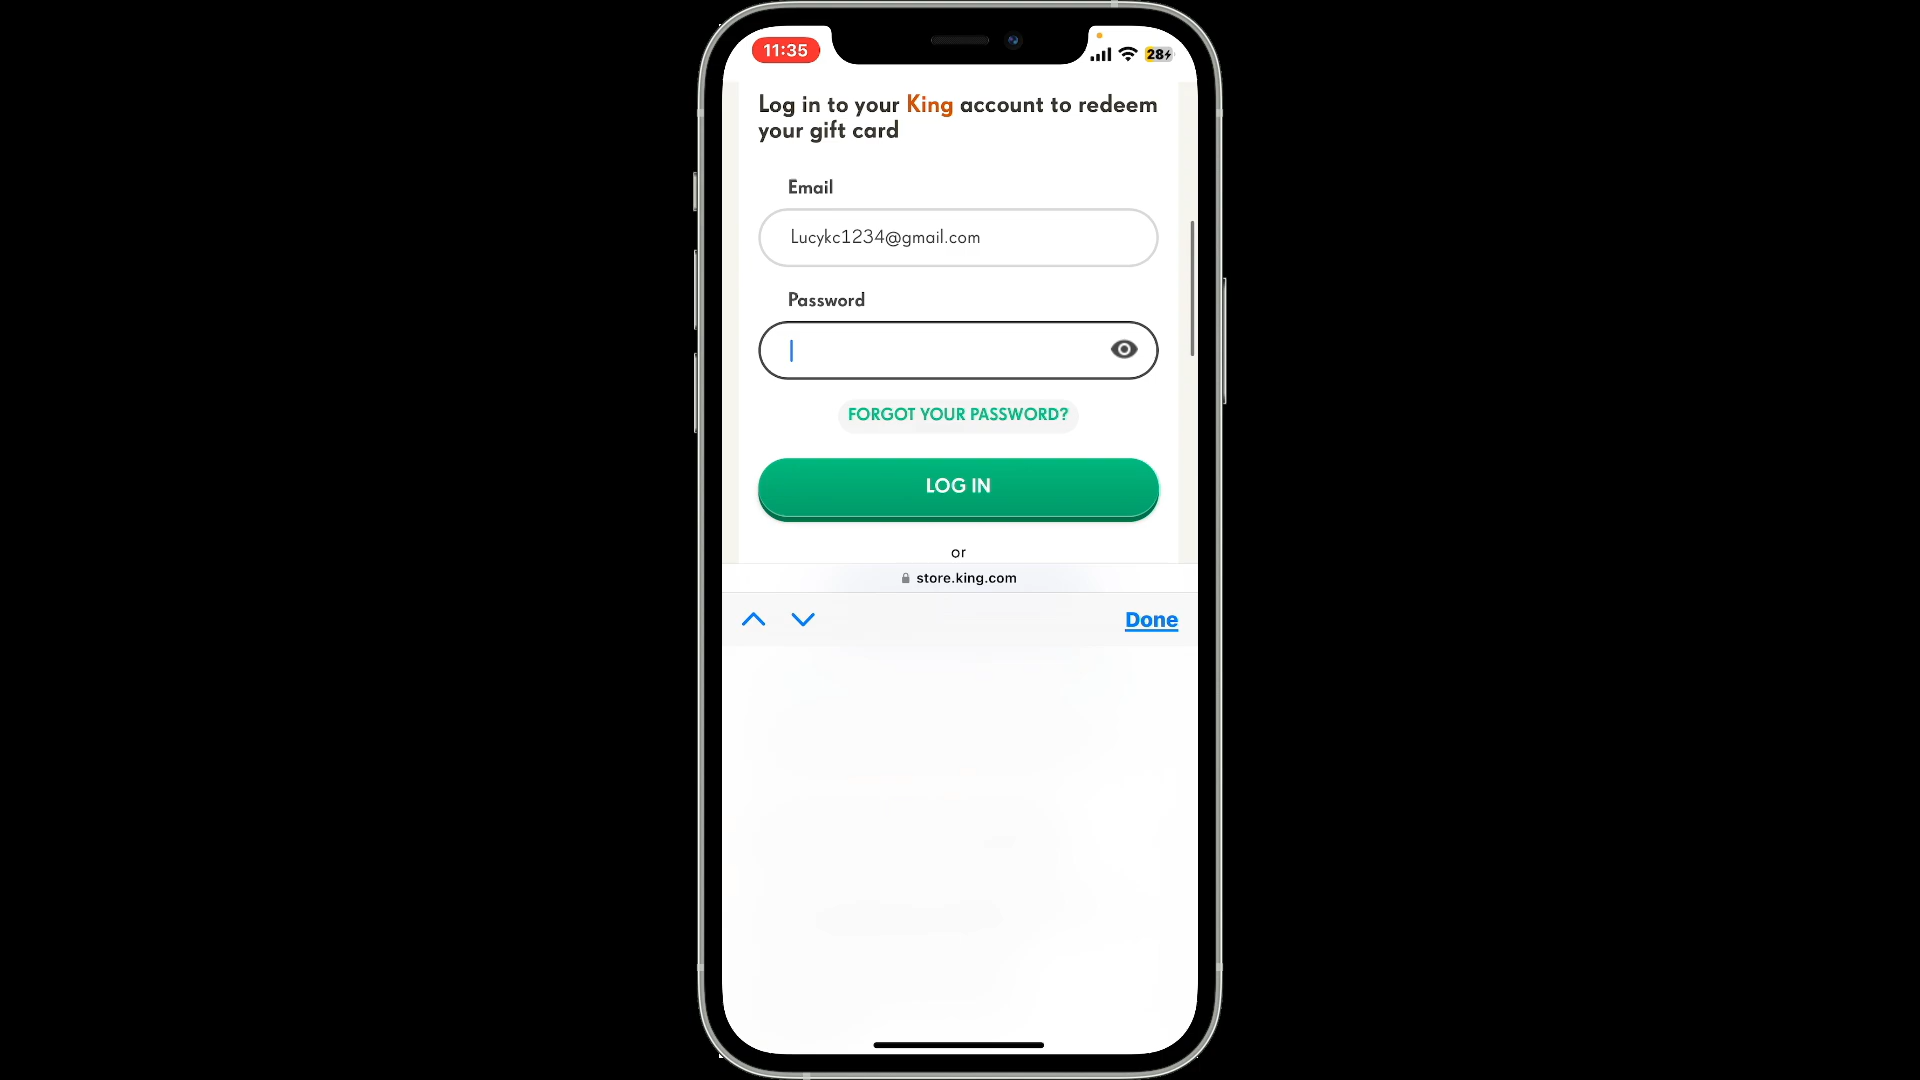 11:35
28
Log in to your King account to redeem
your gift card
Email
Lucykc1234@gmail.com
Password
FORGOT YOUR PASSWORD?
LOG IN
or
store.king.com
Done